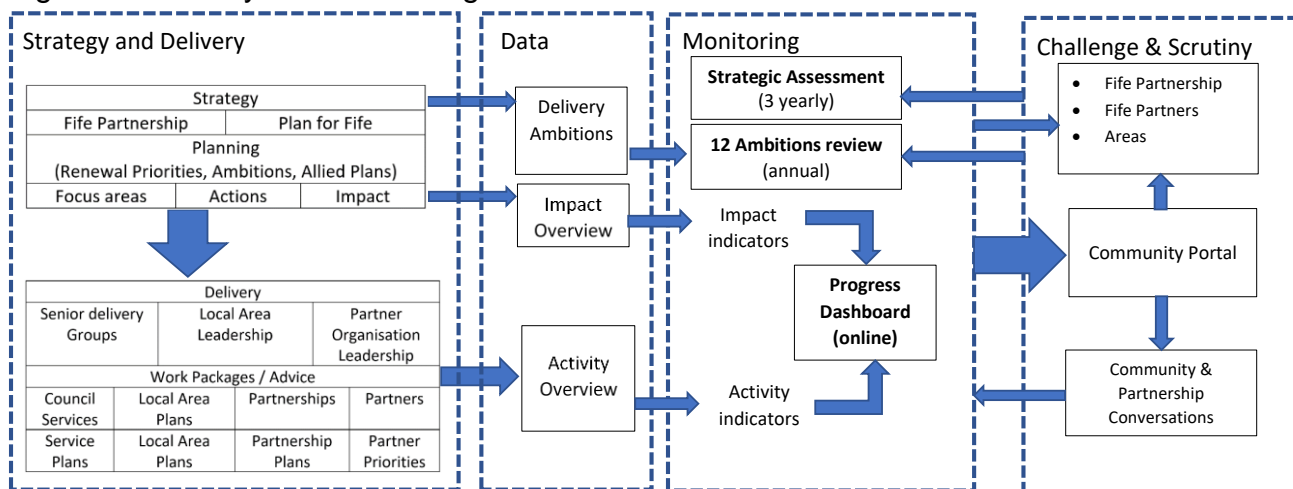 Strategy and Delivery
Strategy
Fife Partnership
Plan for Fife
Planning
(Renewal Priorities, Ambitions, Allied Plans)
Focus areas
Actions
Impact
Delivery
Senior delivery
Groups
Local Area
Leadership
Partner
Organisation
Leadership
Work Packages / Advice
Council
Services
Local Area
Plans
Partnerships
Partners
Service
Plans
Local Area
Plans
Partnership
Plans
Partner
Priorities
Data
Delivery
Ambitions
Impact
Overview
Activity
Overview
Monitoring
Strategic Assessment
(3 yearly)
12 Ambitions review
(annual)
Impact
indicators
Progress
Dashboard
(online)
Activity
indicators
Challenge & Scrutiny
• Fife Partnership
• Fife Partners
• Areas
Community Portal
Community &
Partnership
Conversations